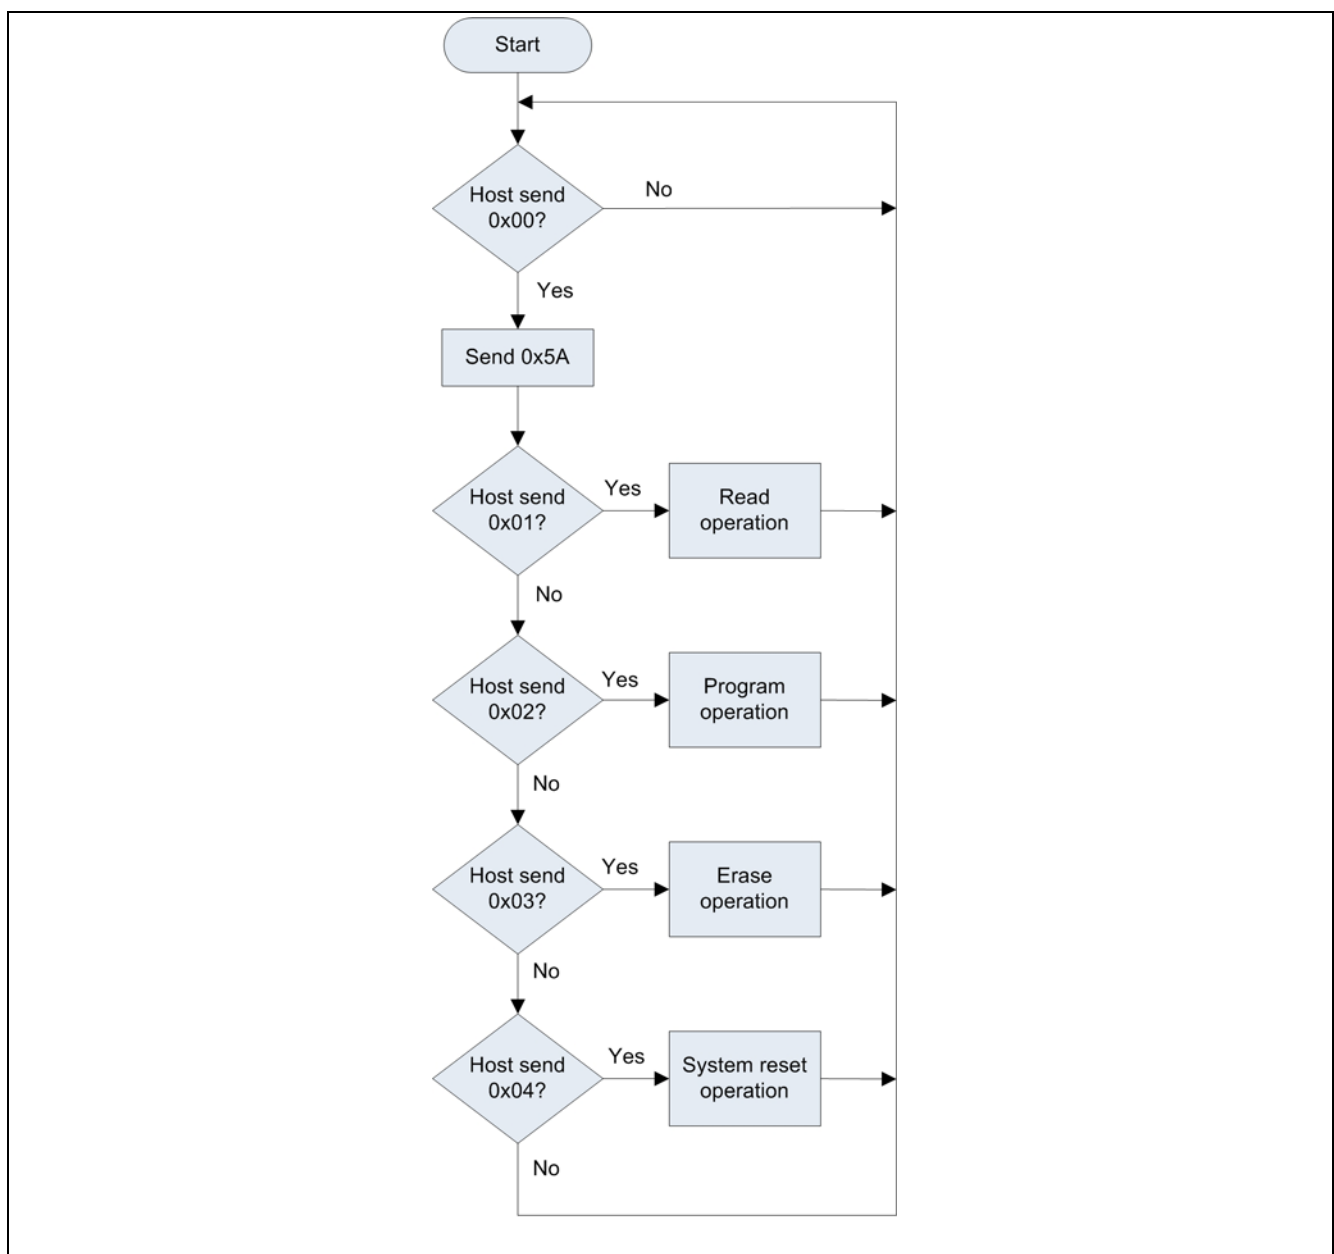 Start
Host send
0x00?
No
Yes
Send 0x5A
Host send
0x01?
Yes
Read
operation
No
Host send
0x02?
Yes
Program
operation
No
Host send
0x03?
Yes
Erase
operation
No
Host send
0x04?
Yes
System reset
operation
No